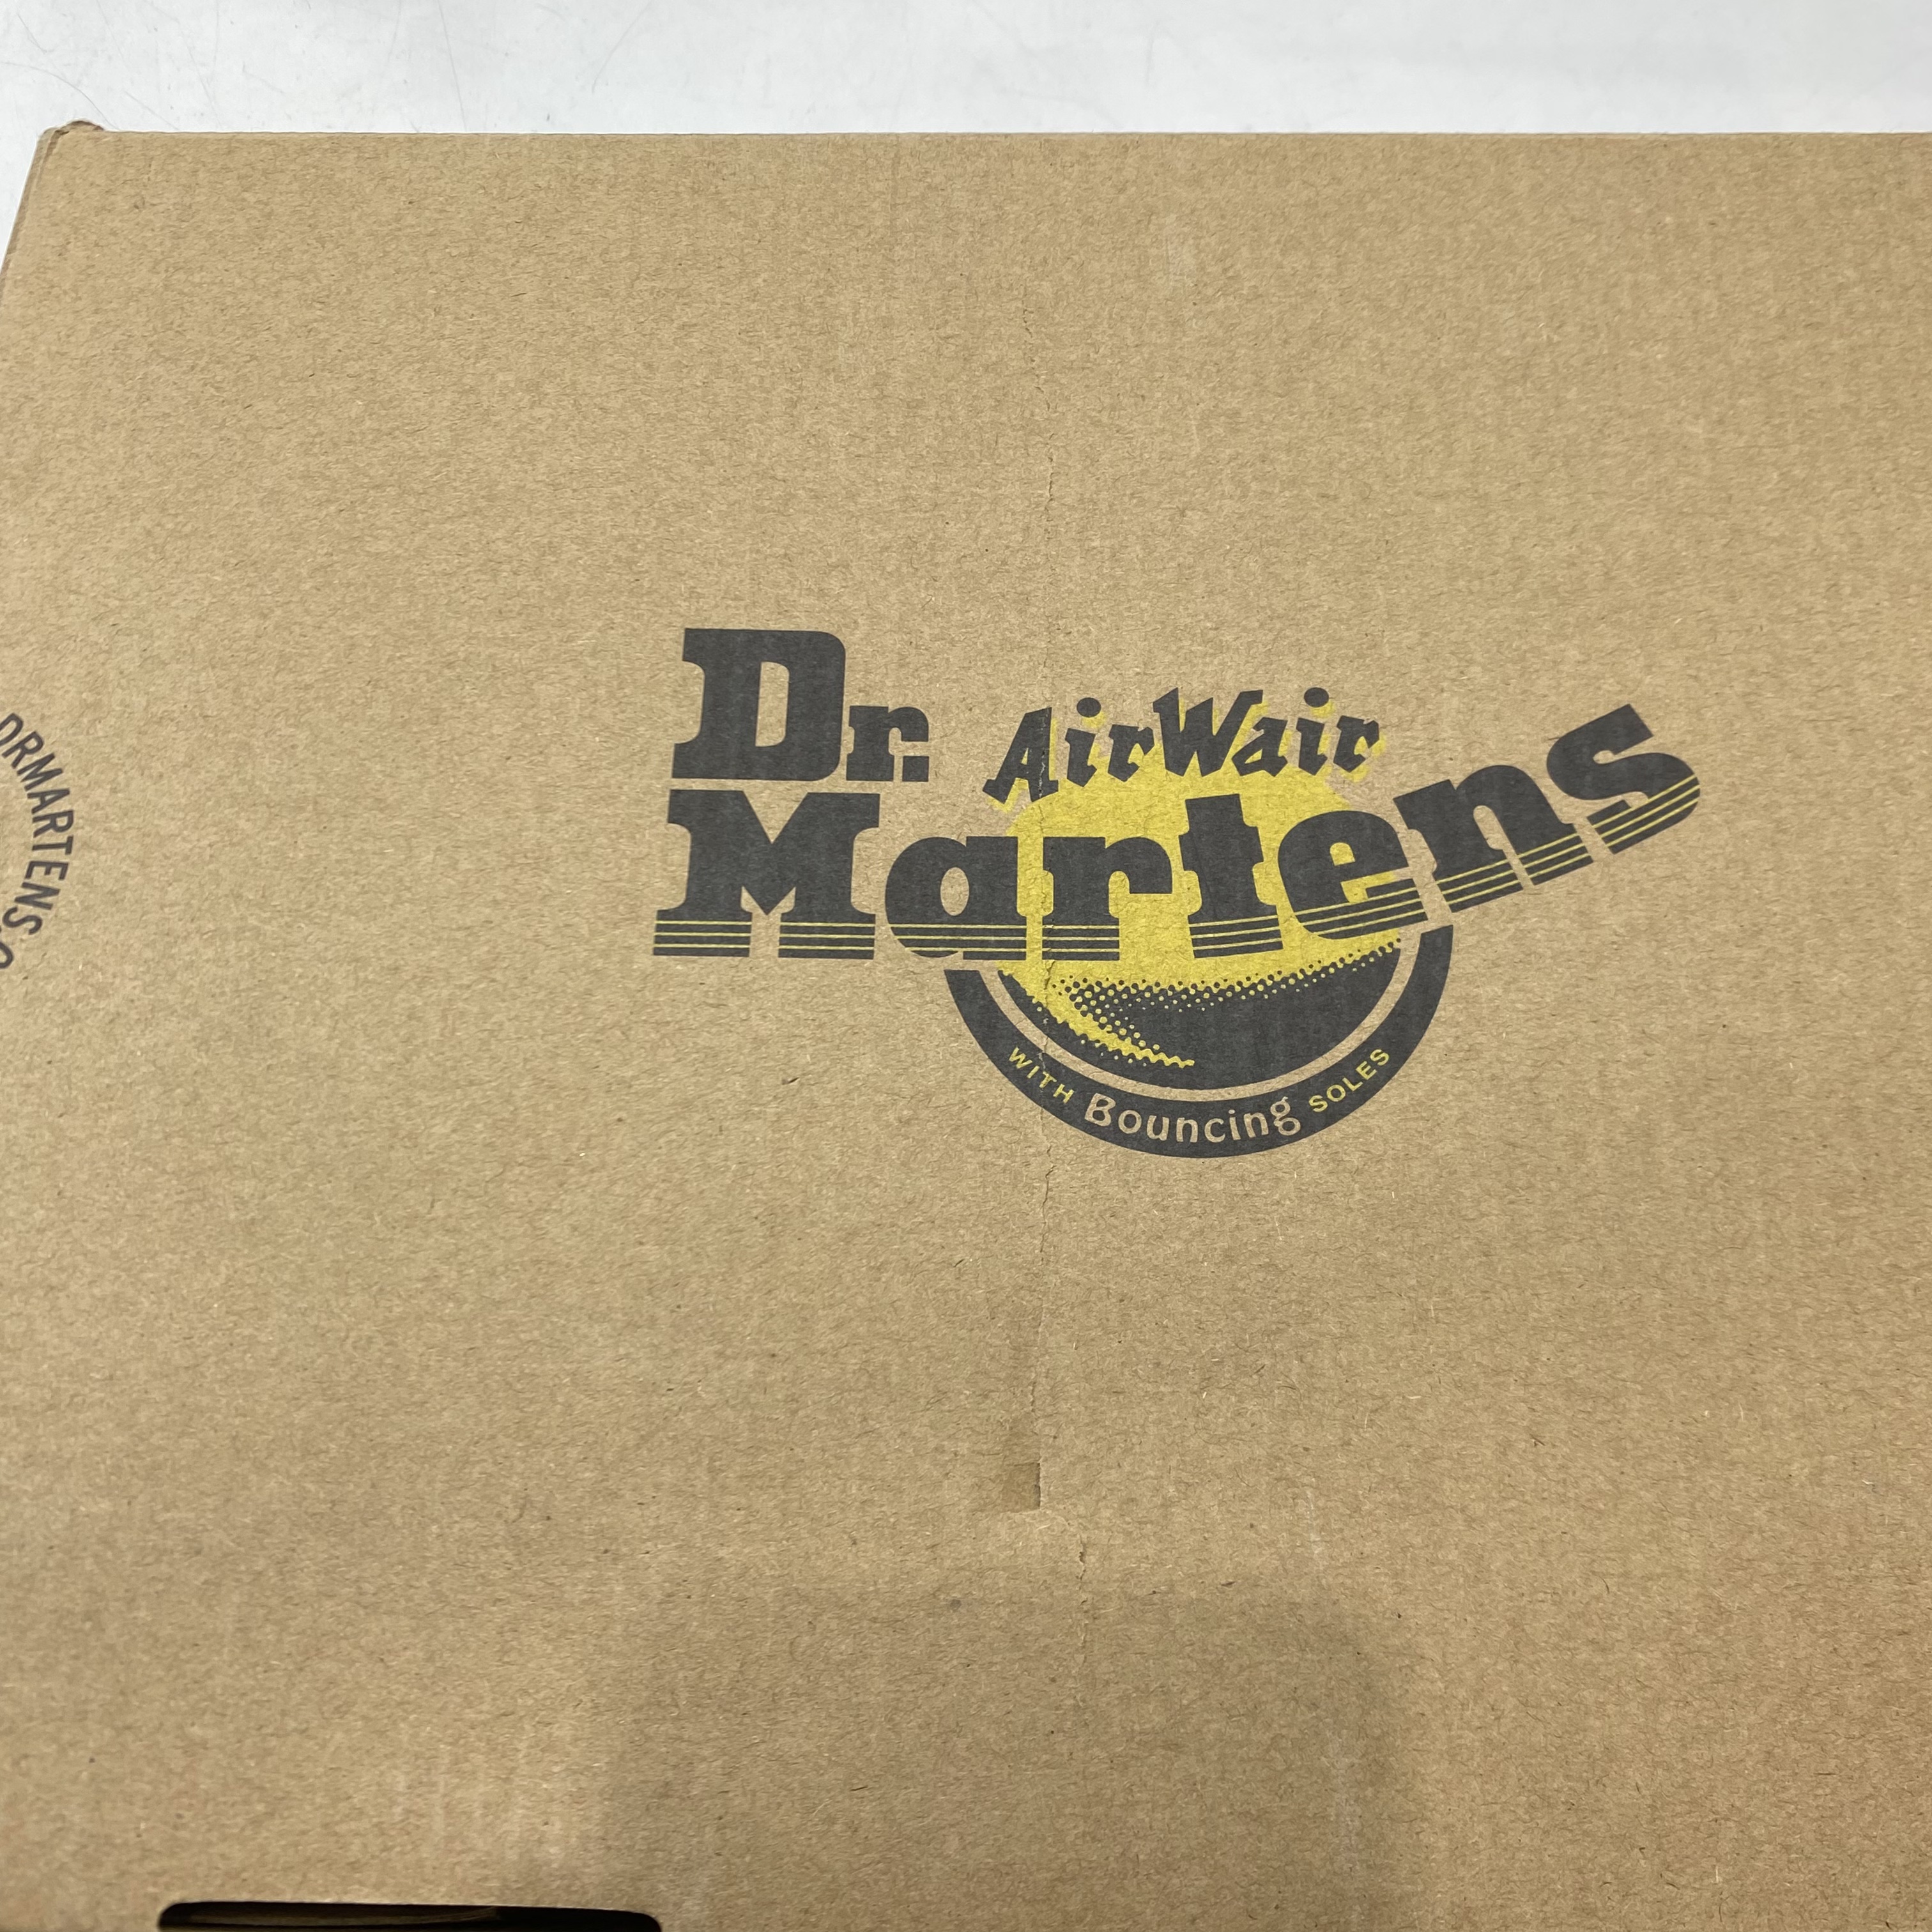 Dr. AirWair
Martens
WITH Bouncing SOLES
DRMARTENS